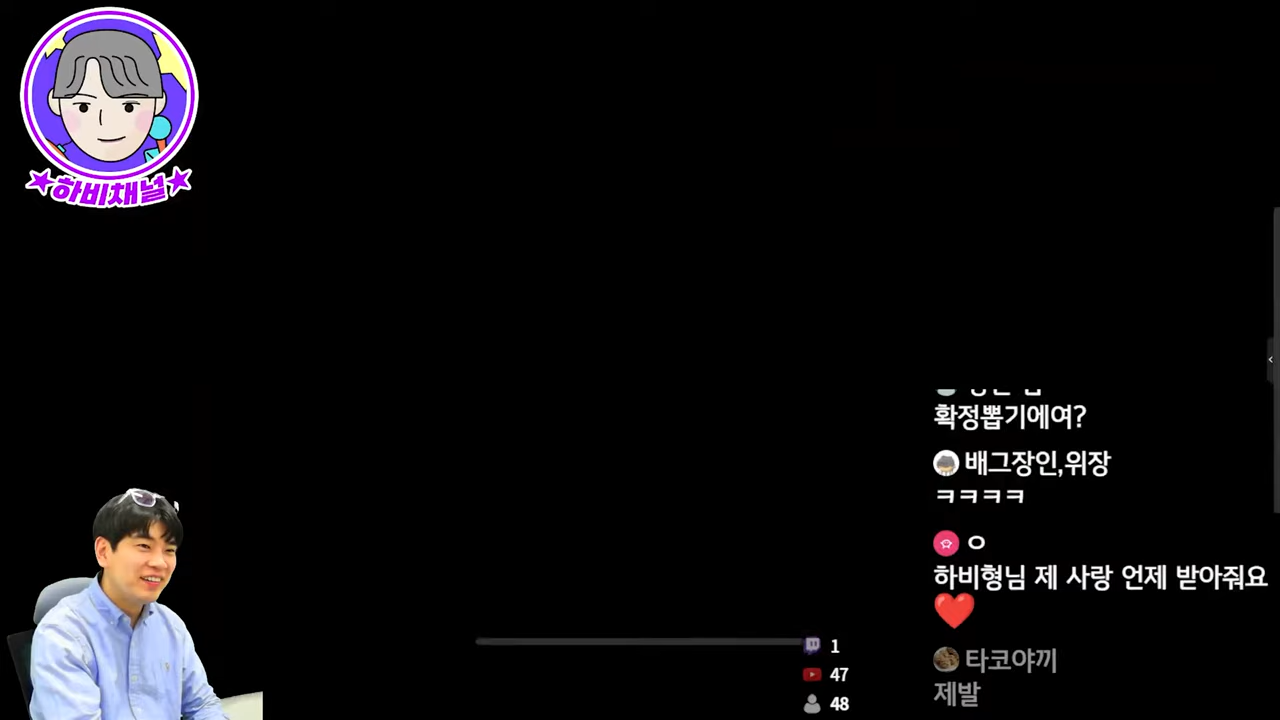 ★하비채널★
확정뽑기에여?
배그장인,위장
ㅋㅋㅋㅋ
ㅇ
하비형님 제 사랑 언제 받아줘요
❤️
타코야끼
제발
1
47
48